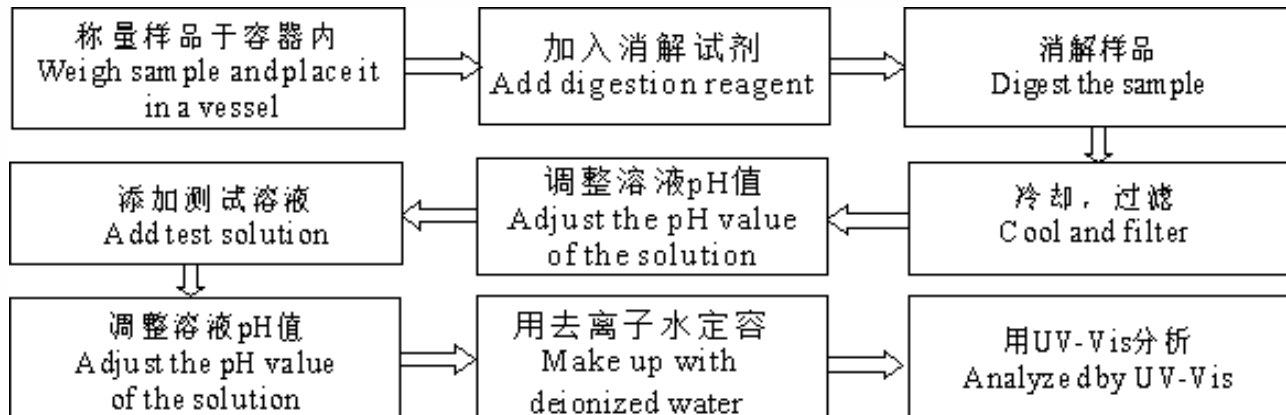 称量样品于容器内
Weigh sample and place it
in a vessel
加入消解试剂
Add digestion reagent
消解样品
Digest the sample
冷却，过滤
Cool and filter
调整溶液pH值
Adjust the pH value
of the solution
添加测试溶液
Add test solution
调整溶液pH值
Adjust the pH value
of the solution
用去离子水定容
Make up with
deionized water
用UV-Vis分析
Analyzed by UV-Vis